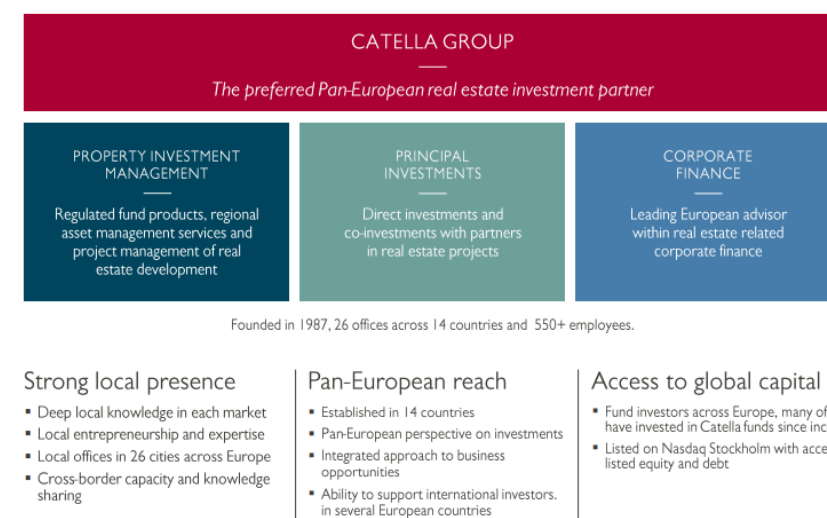 CATELLA GROUP
The preferred Pan-European real estate investment partner
PROPERTY INVESTMENT
MANAGEMENT
Regulated fund products, regional
asset management services and
project management of real
estate development
PRINCIPAL
INVESTMENTS
Direct investments and
co-investments with partners
in real estate projects
CORPORATE
FINANCE
Leading European advisor
within real estate related
corporate finance
Founded in 1987, 26 offices across 14 countries and 550+ employees.
Strong local presence
▪ Deep local knowledge in each market
▪ Local entrepreneurship and expertise
▪ Local offices in 26 cities across Europe
▪ Cross-border capacity and knowledge
sharing
Pan-European reach
▪ Established in 14 countries
▪ Pan-European perspective on investments
▪ Integrated approach to business
opportunities
▪ Ability to support international investors.
in several European countries
Access to global capital
▪ Fund investors across Europe, many of
have invested in Catella funds since
▪ Listed on Nasdaq Stockholm with
listed equity and debt